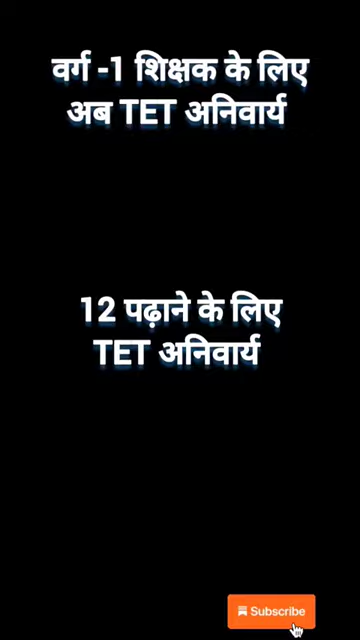 वर्ग -1 शिक्षक के लिए
अब TET अनिवार्य
12 पढ़ाने के लिए
TET अनिवार्य
Subscribe